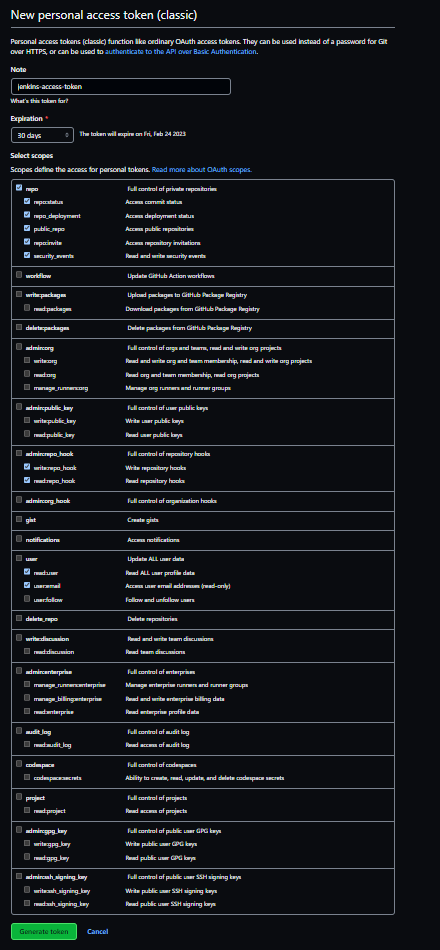 New personal access token (classic)
Personal access tokens (classic) function like ordinary OAuth access tokens. They can be used instead of a password for Git
over HTTPS, or can be used to authenticate to the API over Basic Authentication.
Note
jenkins-access-token
What's this token for?
Expiration *
30 days The token will expire on Fri, Feb 24 2023
Select scopes
Scopes define the access for personal tokens. Read more about OAuth scopes.
repo Full control of private repositories
repo:status Access commit status
repo_deployment Access deployment status
public_repo Access public repositories
repo:invite Access repository invitations
security_events Read and write security events
workflow Update GitHub Action workflows
write:packages Upload packages to GitHub Package Registry
read:packages Download packages from GitHub Package Registry
delete:packages Delete packages from GitHub Package Registry
admin:org Full control of orgs and teams, read and write org projects
write:org Read and write org and team membership, read and write org projects
read:org Read org and team membership, read org projects
manage_runners:org Manage org runners and runner groups
admin:public_key Full control of user public keys
write:public_key Write user public keys
read:public_key Read user public keys
admin:repo_hook Full control of repository hooks
write:repo_hook Write repository hooks
read:repo_hook Read repository hooks
admin:org_hook Full control of organization hooks
gist Create gists
notifications Access notifications
user Update ALL user data
read:user Read ALL user profile data
user:email Access user email addresses (read-only)
user:follow Follow and unfollow users
delete_repo Delete repositories
write:discussion Read and write team discussions
read:discussion Read team discussions
admin:enterprise Full control of enterprises
manage_runners:enterprise Manage enterprise runners and runner groups
manage_billing:enterprise Read and write enterprise billing data
read:enterprise Read enterprise profile data
audit_log Full control of audit log
read:audit_log Read access of audit log
codespace Full control of codespaces
codespace:secrets Ability to create, read, update, and delete codespace secrets
project Full control of projects
read:project Read access of projects
admin:gpg_key Full control of public user GPG keys
write:gpg_key Write public user GPG keys
read:gpg_key Read public user GPG keys
admin:ssh_signing_key Full control of public user SSH signing keys
write:ssh_signing_key Write public user SSH signing keys
read:ssh_signing_key Read public user SSH signing keys
Generate token Cancel